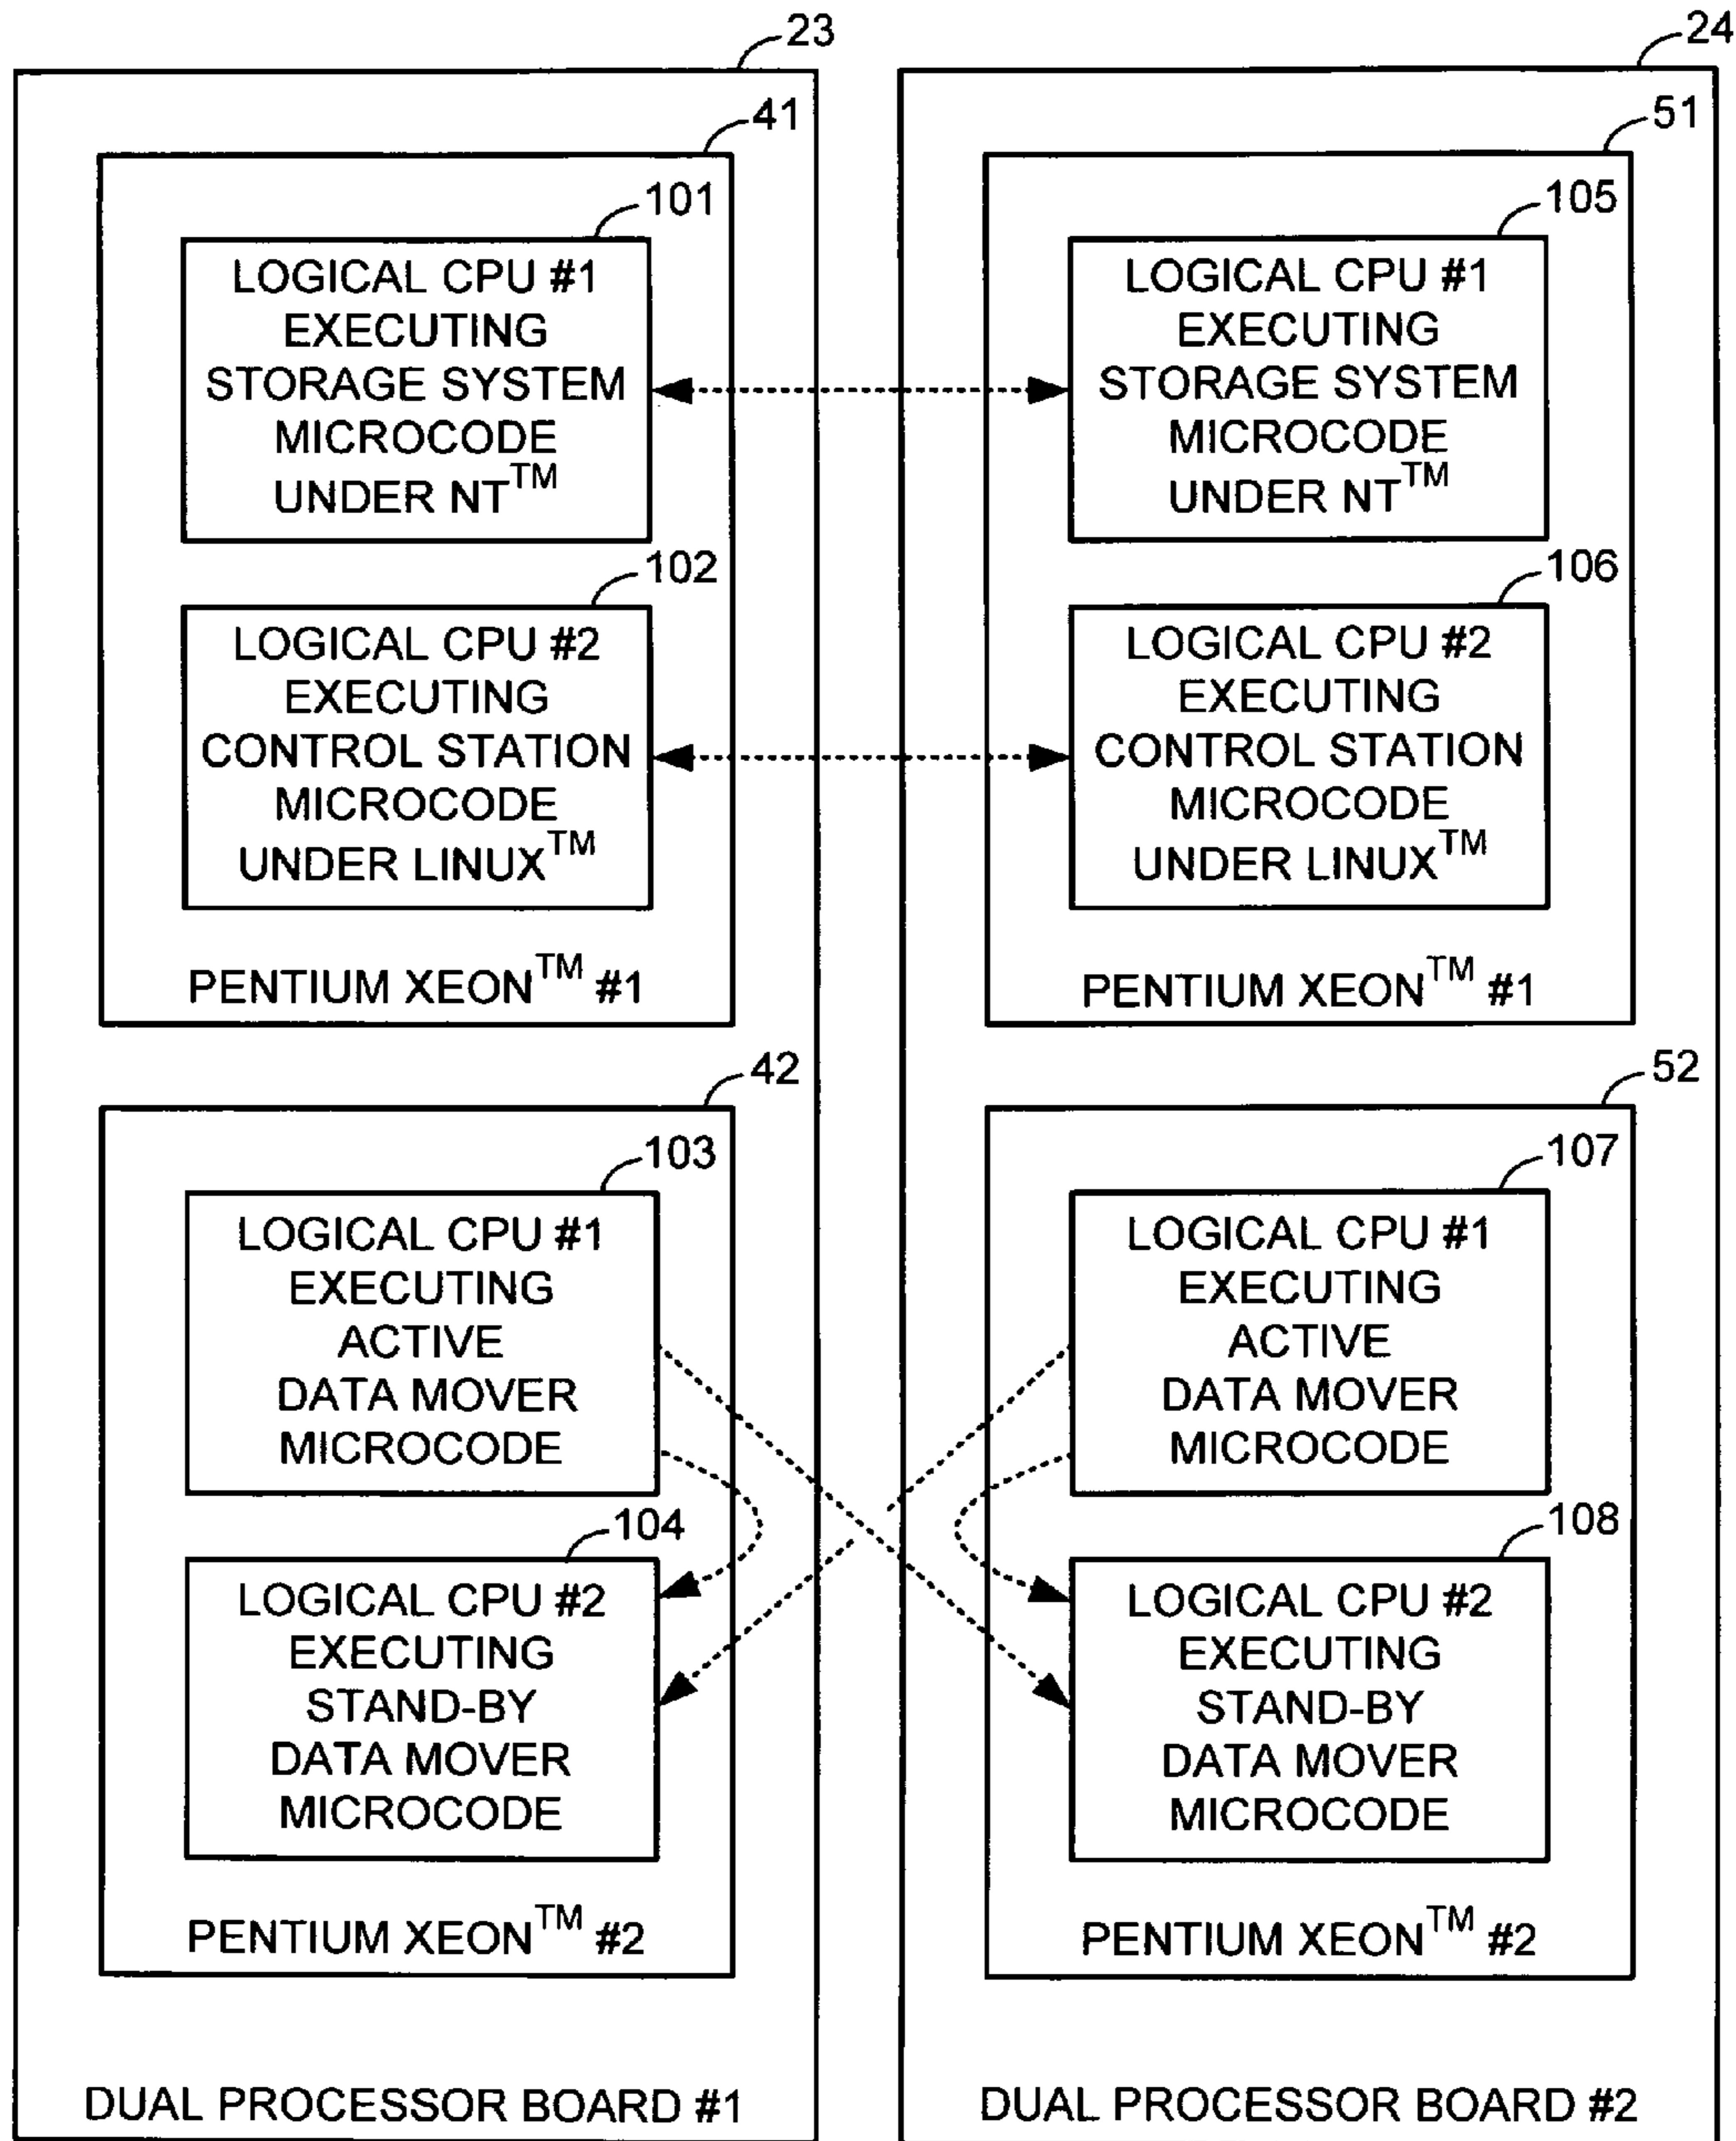 23
41
101
LOGICAL CPU #1
EXECUTING
STORAGE SYSTEM
MICROCODE
UNDER NT™
102
LOGICAL CPU #2
EXECUTING
CONTROL STATION
MICROCODE
UNDER LINUX™
PENTIUM XEON™ #1
42
103
LOGICAL CPU #1
EXECUTING
ACTIVE
DATA MOVER
MICROCODE
104
LOGICAL CPU #2
EXECUTING
STAND-BY
DATA MOVER
MICROCODE
PENTIUM XEON™ #2
DUAL PROCESSOR BOARD #1
24
51
105
LOGICAL CPU #1
EXECUTING
STORAGE SYSTEM
MICROCODE
UNDER NT™
106
LOGICAL CPU #2
EXECUTING
CONTROL STATION
MICROCODE
UNDER LINUX™
PENTIUM XEON™ #1
52
107
LOGICAL CPU #1
EXECUTING
ACTIVE
DATA MOVER
MICROCODE
108
LOGICAL CPU #2
EXECUTING
STAND-BY
DATA MOVER
MICROCODE
PENTIUM XEON™ #2
DUAL PROCESSOR BOARD #2